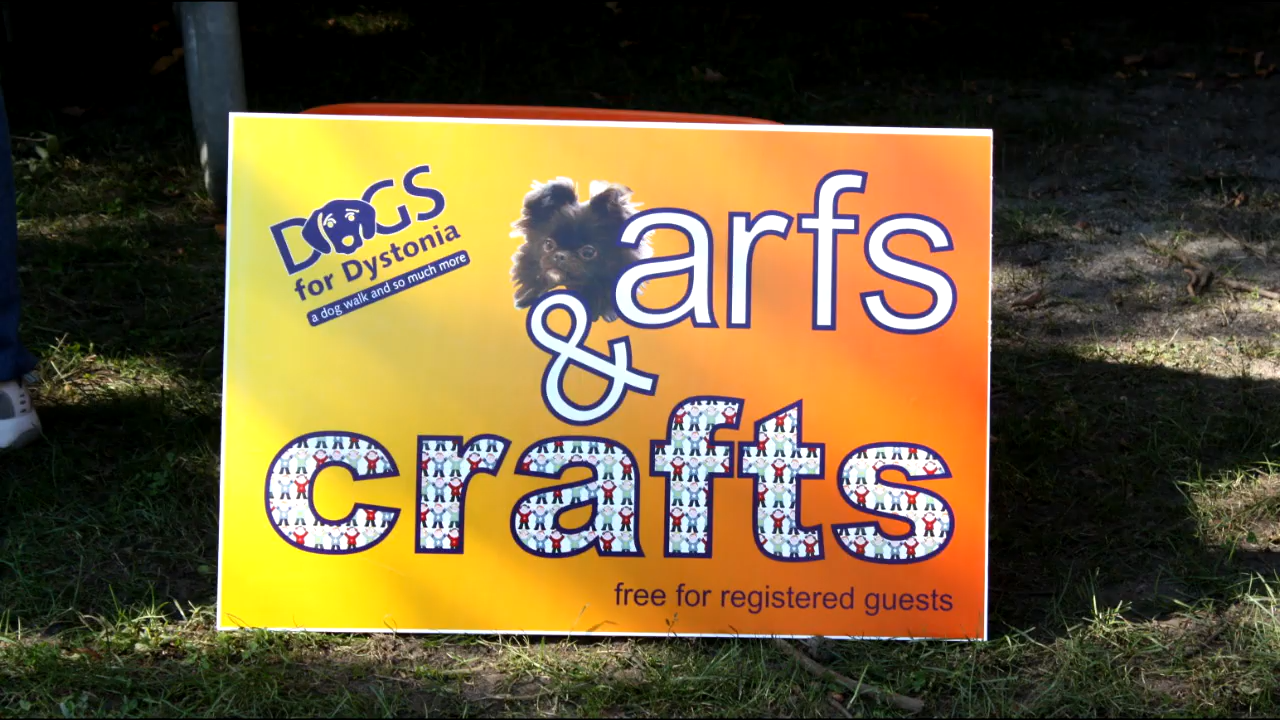 DOGS
for Dystonia
a dog walk and so much more
arfs
&
crafts
free for registered guests